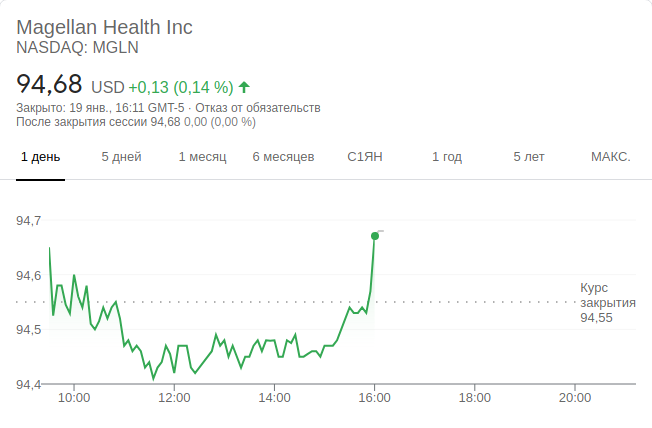 Magellan Health Inc
NASDAQ: MGLN
94,68 USD +0,13 (0,14 %)
Закрыто: 19 янв., 16:11 GMT-5 · Отказ от обязательств
После закрытия сессии 94,68 0,00 (0,00 %)
1 день 5 дней 1 месяц 6 месяцев С1ЯН 1 год 5 лет МАКС.
94,7
94,6
Курс
закрытия
94,55
94,5
94,4
10:00 12:00 14:00 16:00 18:00 20:00